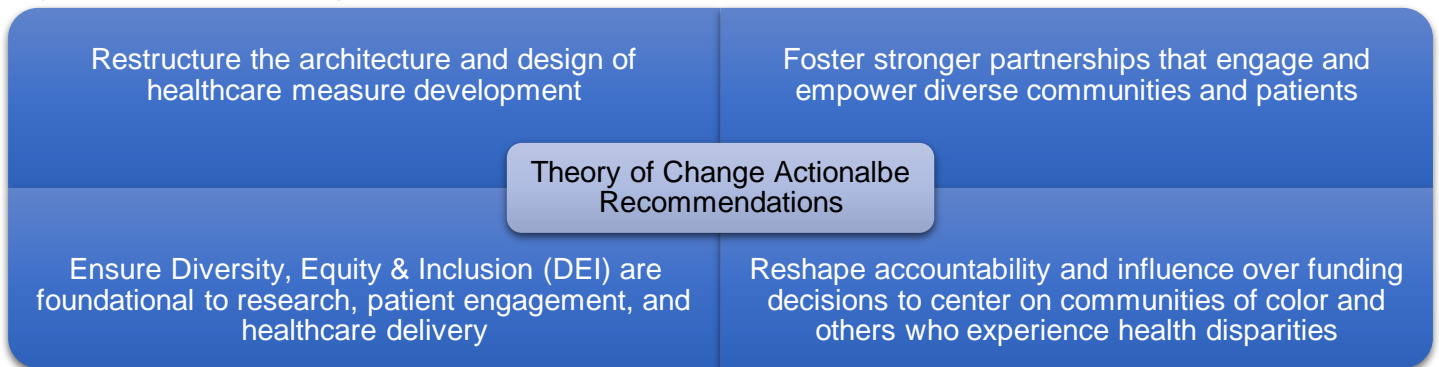 Restructure the architecture and design of
healthcare measure development
Foster stronger partnerships that engage and
empower diverse communities and patients
Theory of Change Actionalbe
Recommendations
Ensure Diversity, Equity & Inclusion (DEI) are
foundational to research, patient engagement, and
healthcare delivery
Reshape accountability and influence over funding
decisions to center on communities of color and
others who experience health disparities